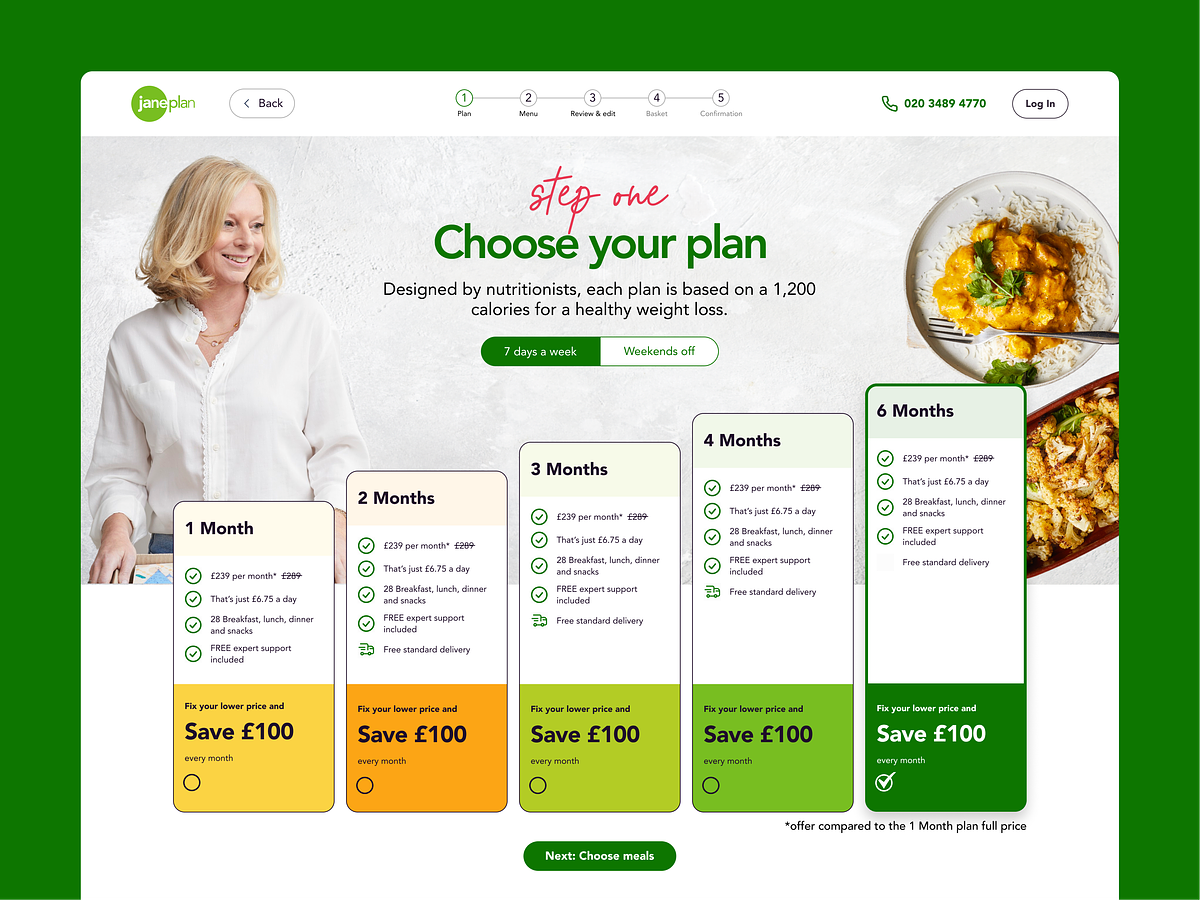 janeplan
Back
1
2
3
4
5
Plan
Menu
Review & edit
Basket
Confirmation
020 3489 4770
Log In
step one
Choose your plan
Designed by nutritionists, each plan is based on a 1,200
calories for a healthy weight loss.
7 days a week
Weekends off
1 Month
£239 per month* £289
That's just £6.75 a day
28 Breakfast, lunch, dinner
and snacks
FREE expert support
included
Fix your lower price and
Save £100
every month
2 Months
£239 per month* £289
That's just £6.75 a day
28 Breakfast, lunch, dinner
and snacks
FREE expert support
included
Free standard delivery
Fix your lower price and
Save £100
every month
3 Months
£239 per month* £289
That's just £6.75 a day
28 Breakfast, lunch, dinner
and snacks
FREE expert support
included
Free standard delivery
Fix your lower price and
Save £100
every month
4 Months
£239 per month* £289
That's just £6.75 a day
28 Breakfast, lunch, dinner
and snacks
FREE expert support
included
Free standard delivery
Fix your lower price and
Save £100
every month
6 Months
£239 per month* £289
That's just £6.75 a day
28 Breakfast, lunch, dinner
and snacks
FREE expert support
included
Free standard delivery
Fix your lower price and
Save £100
every month
*offer compared to the 1 Month plan full price
Next: Choose meals